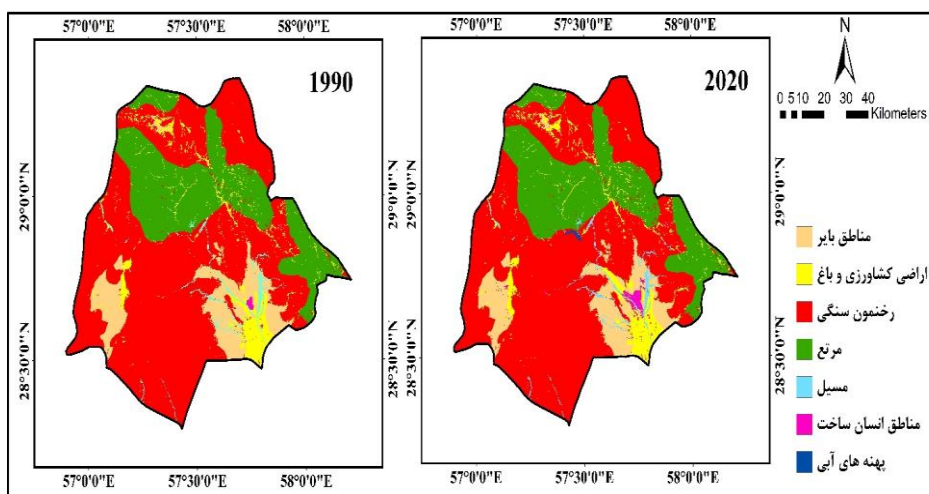 57°0'0"E 57°30'0"E 58°0'0"E
57°0'0"E 57°30'0"E 58°0'0"E
1990
2020
29°0'0"N
28°30'0"N
29°0'0"N
28°30'0"N
29°0'0"N
28°30'0"N
57°0'0"E 57°30'0"E 58°0'0"E
57°0'0"E 57°30'0"E 58°0'0"E
N
0 5 10 20 30 40
Kilometers
مناطق بایر
اراضی کشاورزی و باغ
رخنمون سنگی
مرتع
مسیل
مناطق انسان ساخت
پهنه های آبی